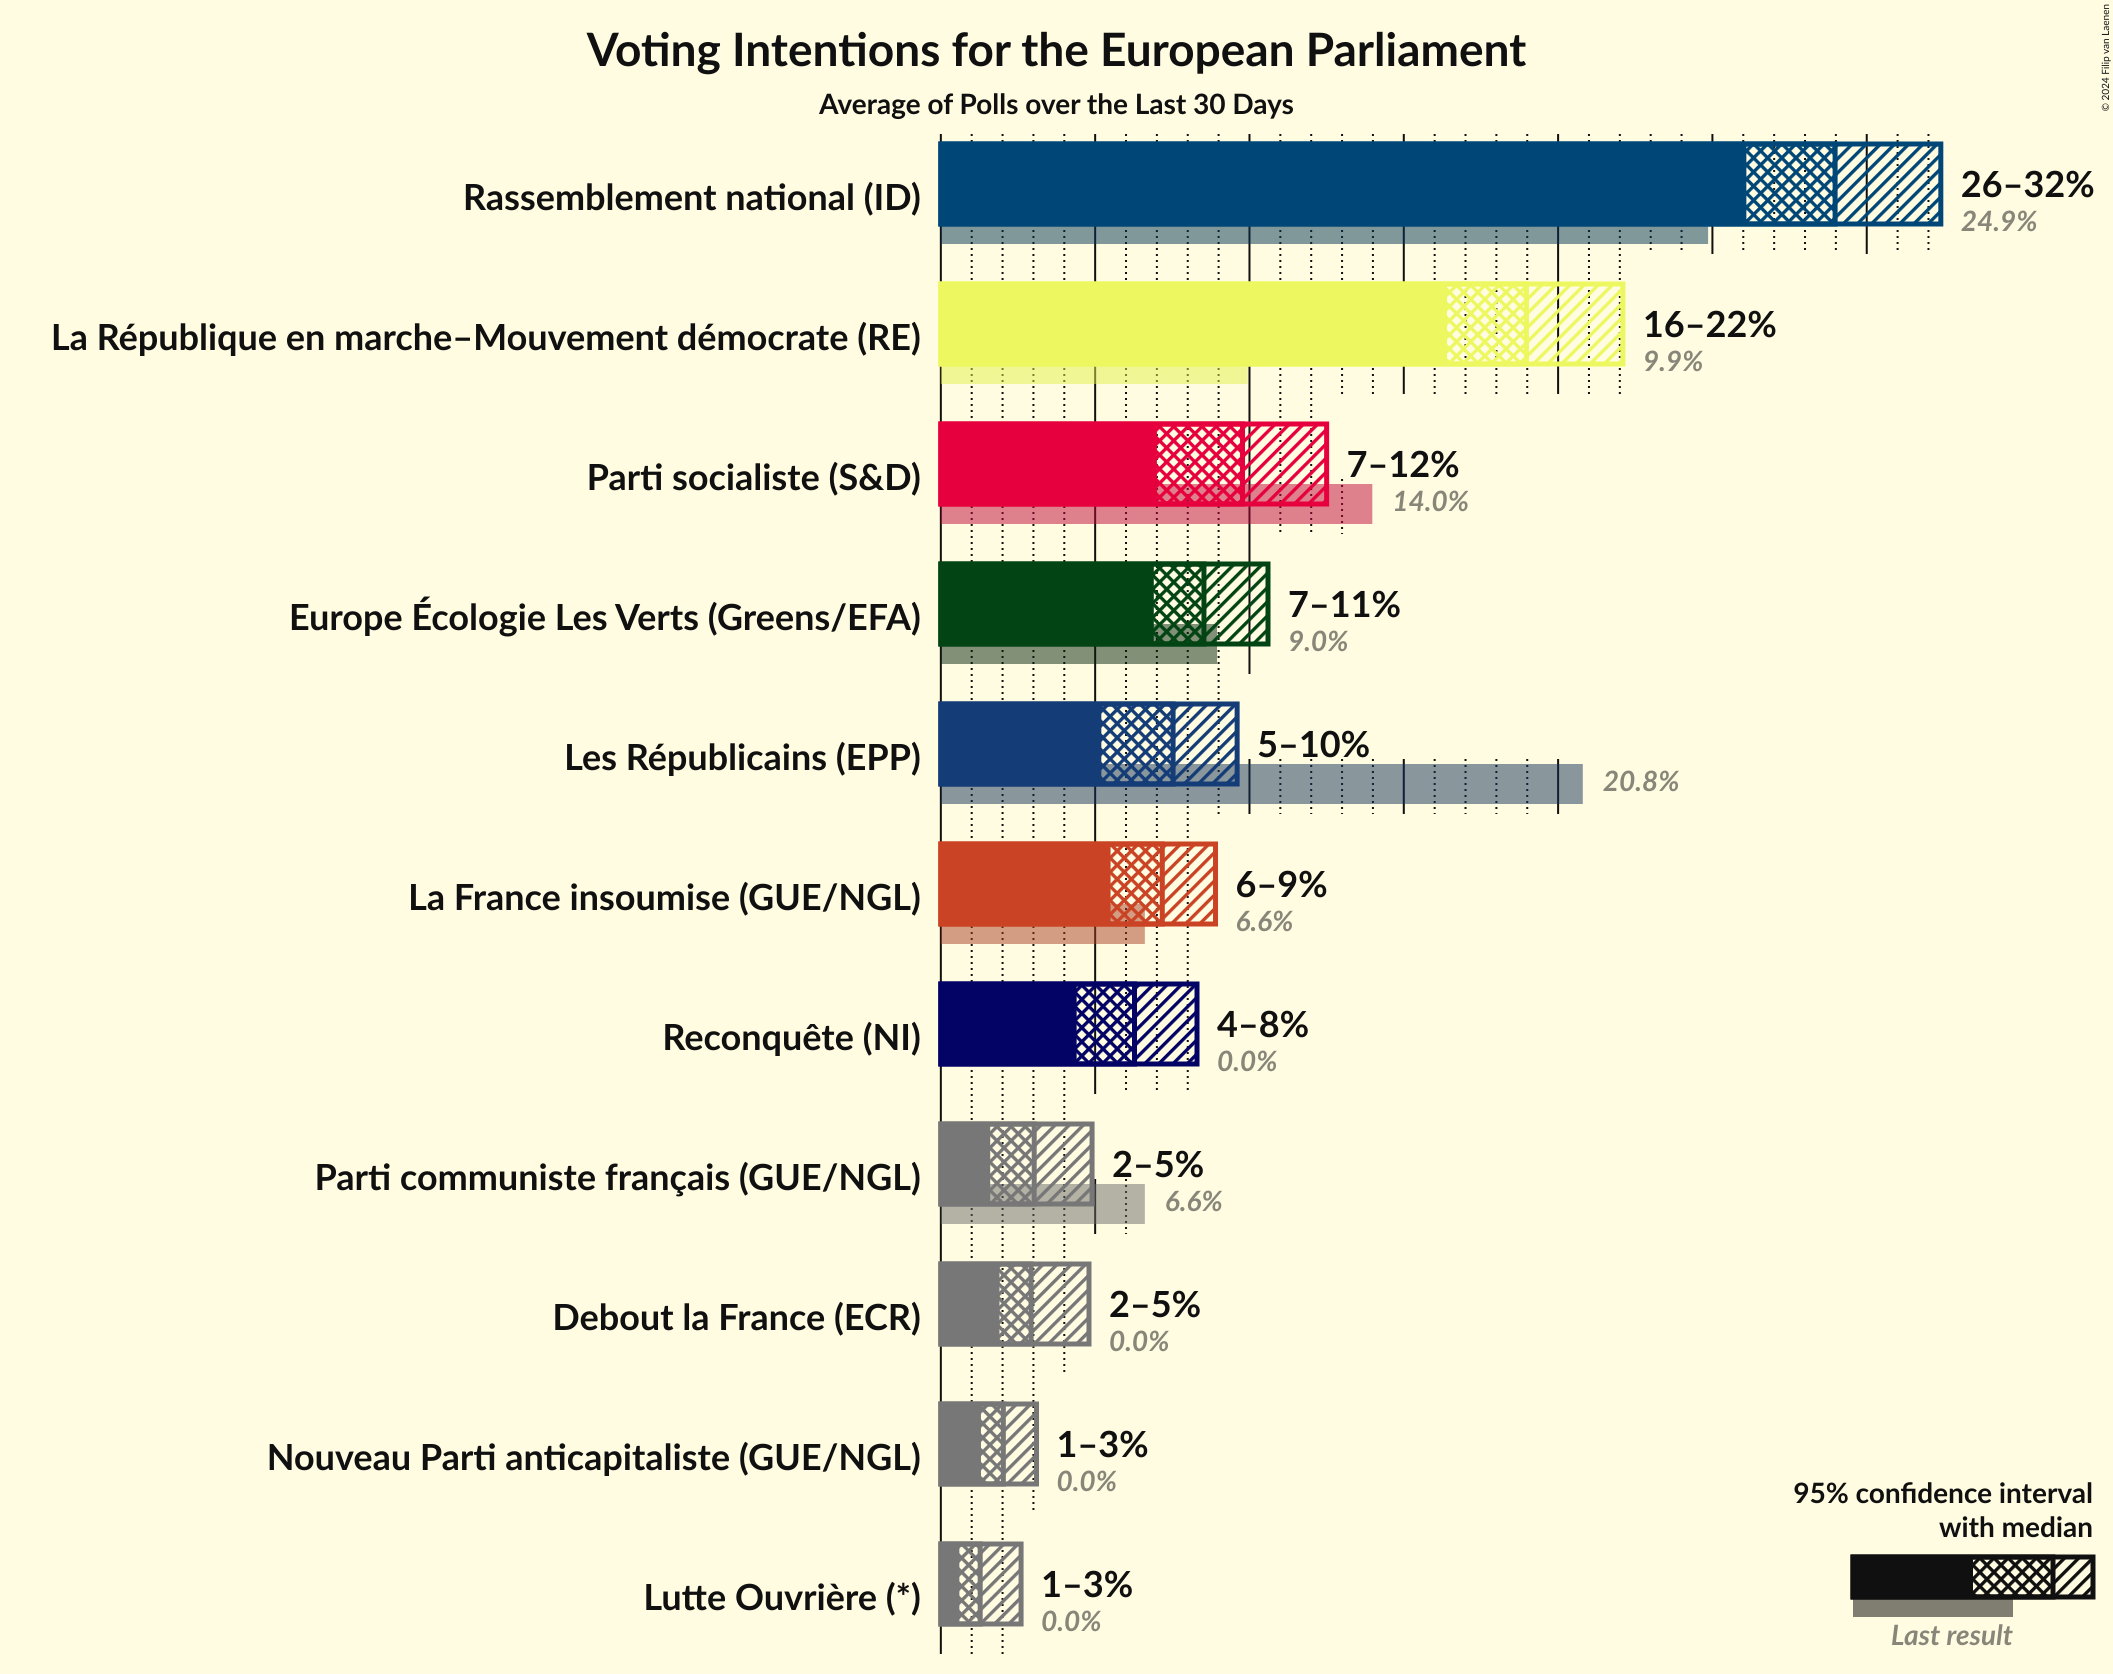 Voting Intentions for the European Parliament
Average of Polls over the Last 30 Days
© 2024 Filip van Laenen
Rassemblement national (ID)
26–32%
24.9%
La République en marche–Mouvement démocrate (RE)
16–22%
9.9%
Parti socialiste (S&D)
7–12%
14.0%
Europe Écologie Les Verts (Greens/EFA)
7–11%
9.0%
Les Républicains (EPP)
5–10%
20.8%
La France insoumise (GUE/NGL)
6–9%
6.6%
Reconquête (NI)
4–8%
0.0%
Parti communiste français (GUE/NGL)
2–5%
6.6%
Debout la France (ECR)
2–5%
0.0%
Nouveau Parti anticapitaliste (GUE/NGL)
1–3%
0.0%
Lutte Ouvrière (*)
1–3%
0.0%
95% confidence interval
with median
Last result